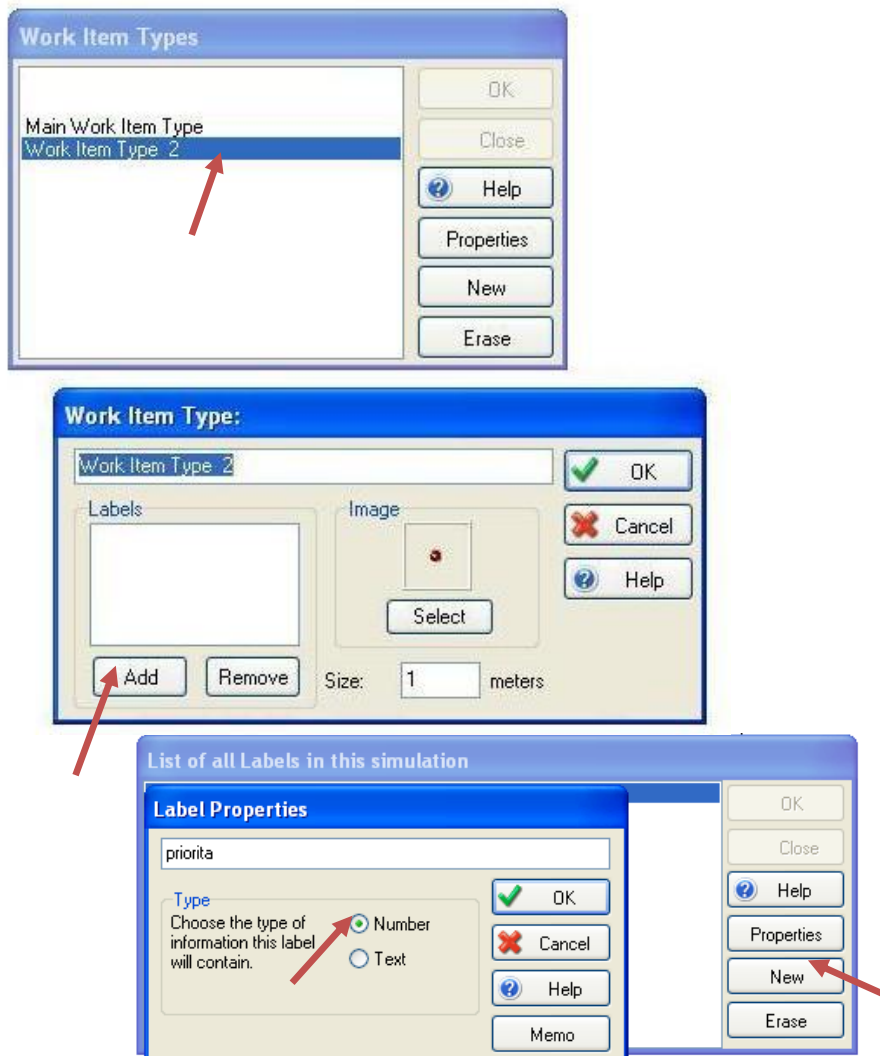 Work Item Types
Main Work Item Type
Work Item Type 2
OK
Close
Help
Properties
New
Erase
Work Item Type:
Work Item Type 2
OK
Labels
Image
Cancel
Help
Select
Add
Remove
Size:
1
meters
List of all Labels in this simulation
OK
Close
Help
Properties
New
Erase
Label Properties
priorita
Type
Choose the type of
information this label
will contain.
Number
Text
OK
Cancel
Help
Memo